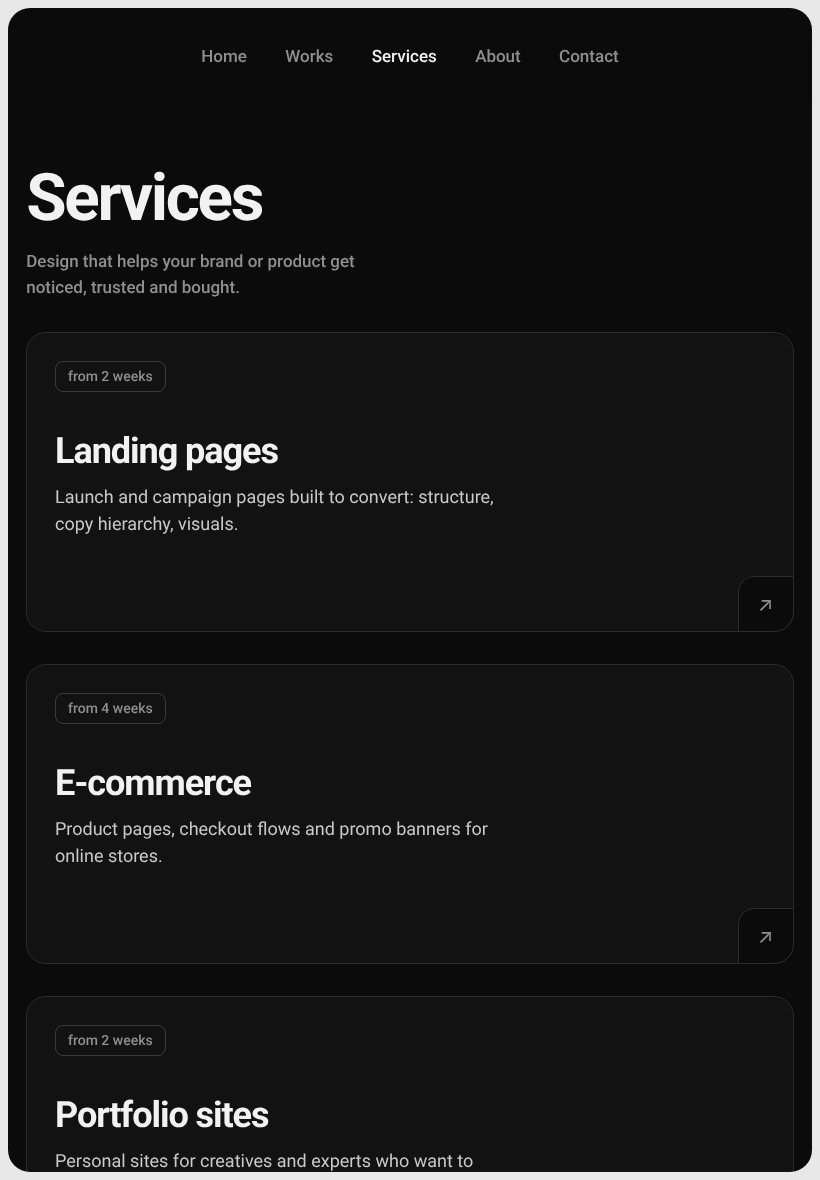 Home
Works
Services
About
Contact
Services
Design that helps your brand or product get
noticed, trusted and bought.
from 2 weeks
Landing pages
Launch and campaign pages built to convert: structure,
copy hierarchy, visuals.
from 4 weeks
E-commerce
Product pages, checkout flows and promo banners for
online stores.
from 2 weeks
Portfolio sites
Personal sites for creatives and experts who want to